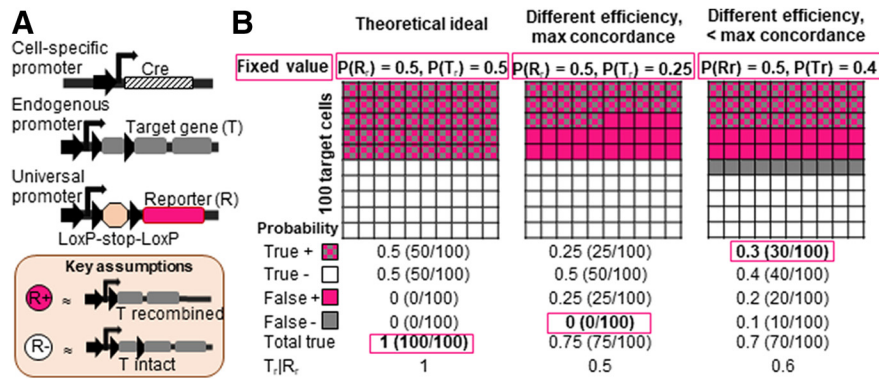 A
Cell-specific
promoter
Cre
Endogenous
promoter
Target gene (T)
Universal
promoter
Reporter (R)
LoxP-stop-LoxP
Key assumptions
R+ ≈ T recombined
R- ≈ T intact
B
Theoretical ideal
Different efficiency,
max concordance
Different efficiency,
< max concordance
Fixed value P(Rr) = 0.5, P(Tr) = 0.5 P(Rr) = 0.5, P(Tr) = 0.25 P(Rr) = 0.5, P(Tr) = 0.4
100 target cells
Probability
True + 0.5 (50/100) 0.25 (25/100) 0.3 (30/100)
True - 0.5 (50/100) 0.5 (50/100) 0.4 (40/100)
False + 0 (0/100) 0.25 (25/100) 0.2 (20/100)
False - 0 (0/100) 0 (0/100) 0.1 (10/100)
Total true 1 (100/100) 0.75 (75/100) 0.7 (70/100)
Tr|Rr 1 0.5 0.6